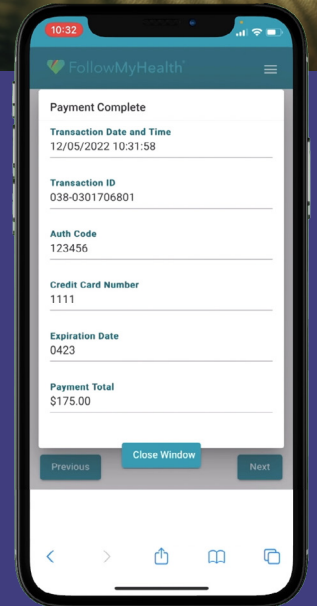 10:32
FollowMyHealth®
Payment Complete
Transaction Date and Time
12/05/2022 10:31:58
Transaction ID
038-0301706801
Auth Code
123456
Credit Card Number
1111
Expiration Date
0423
Payment Total
$175.00
Close Window
Previous
Next